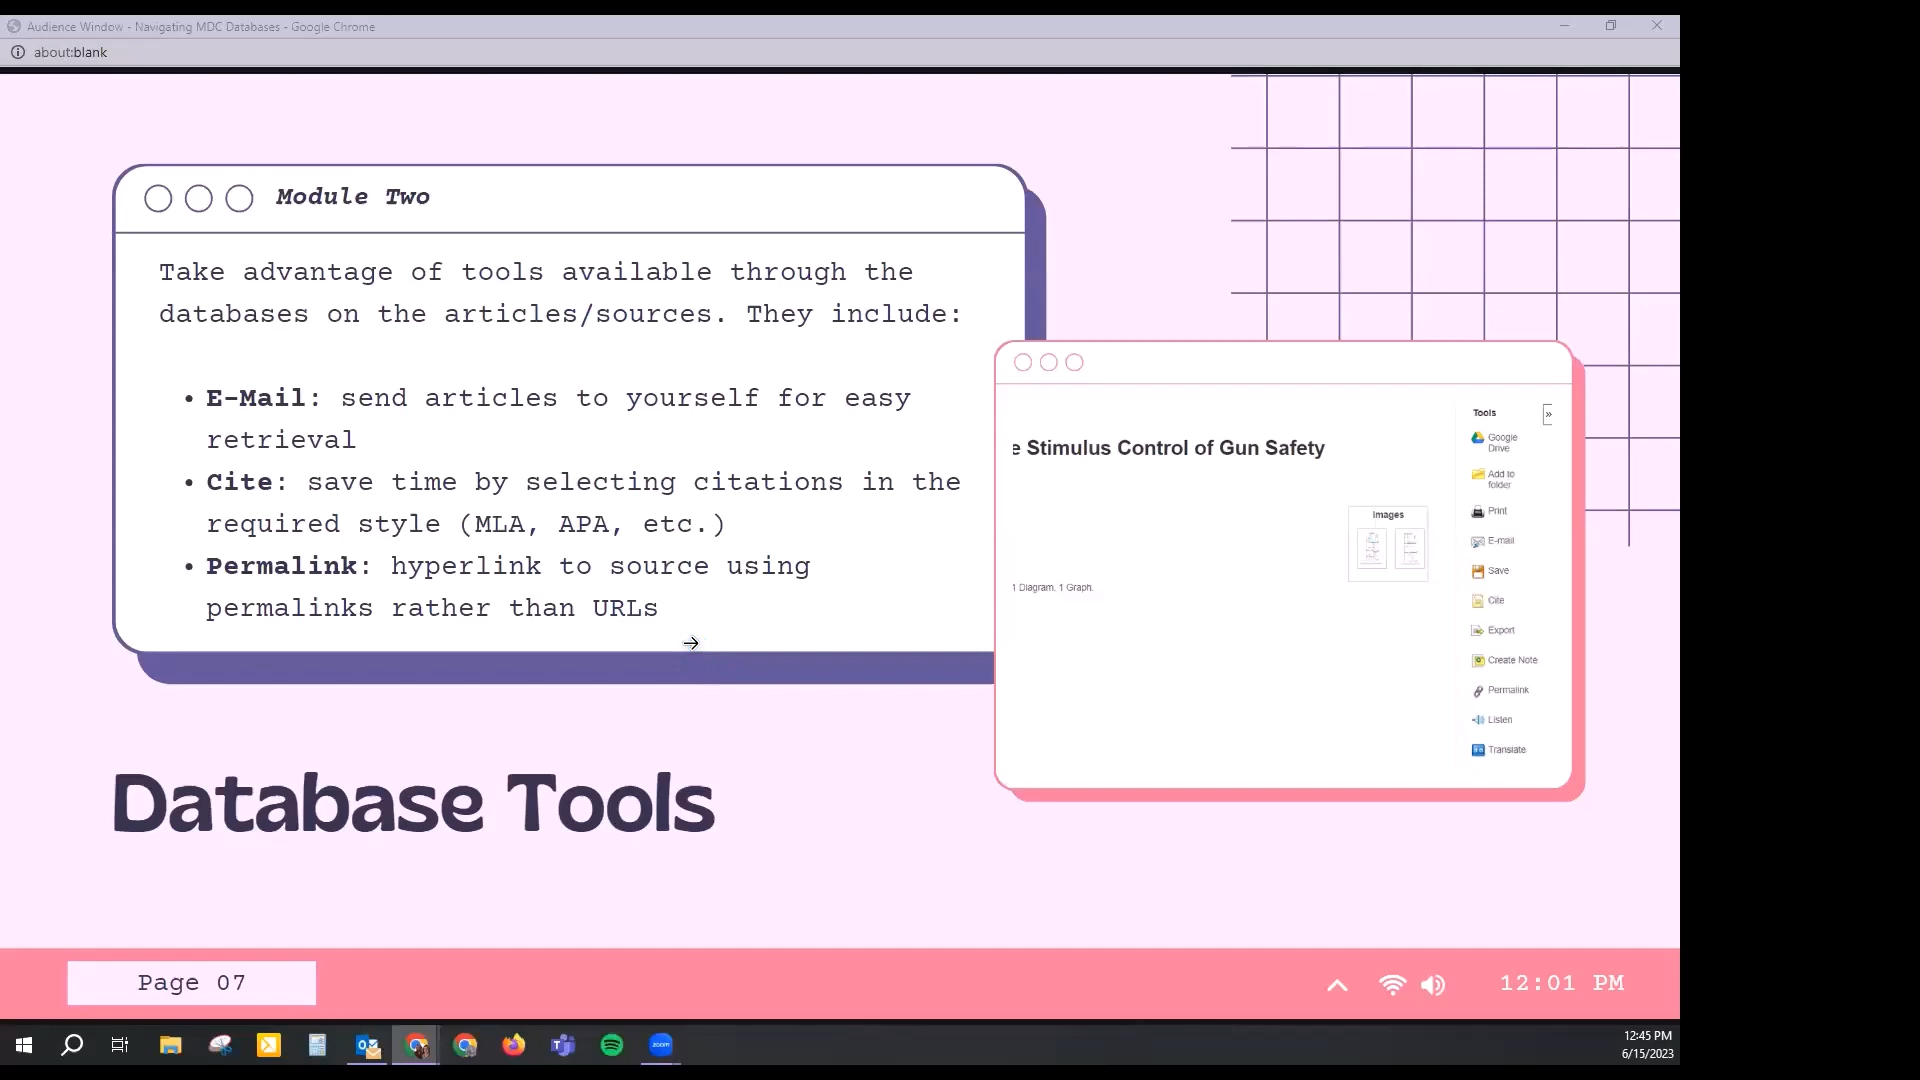 Audience Window - Navigating MDC Databases - Google Chrome
about:blank
Module Two
Take advantage of tools available through the
databases on the articles/sources. They include:
• E-Mail: send articles to yourself for easy
retrieval
• Cite: save time by selecting citations in the
required style (MLA, APA, etc.)
• Permalink: hyperlink to source using
permalinks rather than URLs
Tools
»
Google
Drive
e Stimulus Control of Gun Safety
Add to
folder
Print
Images
E-mail
Save
1 Diagram. 1 Graph.
Cite
Export
Create Note
Permalink
Listen
Translate
Database Tools
Page 07
12:01 PM
zoom
12:45 PM
6/15/2023